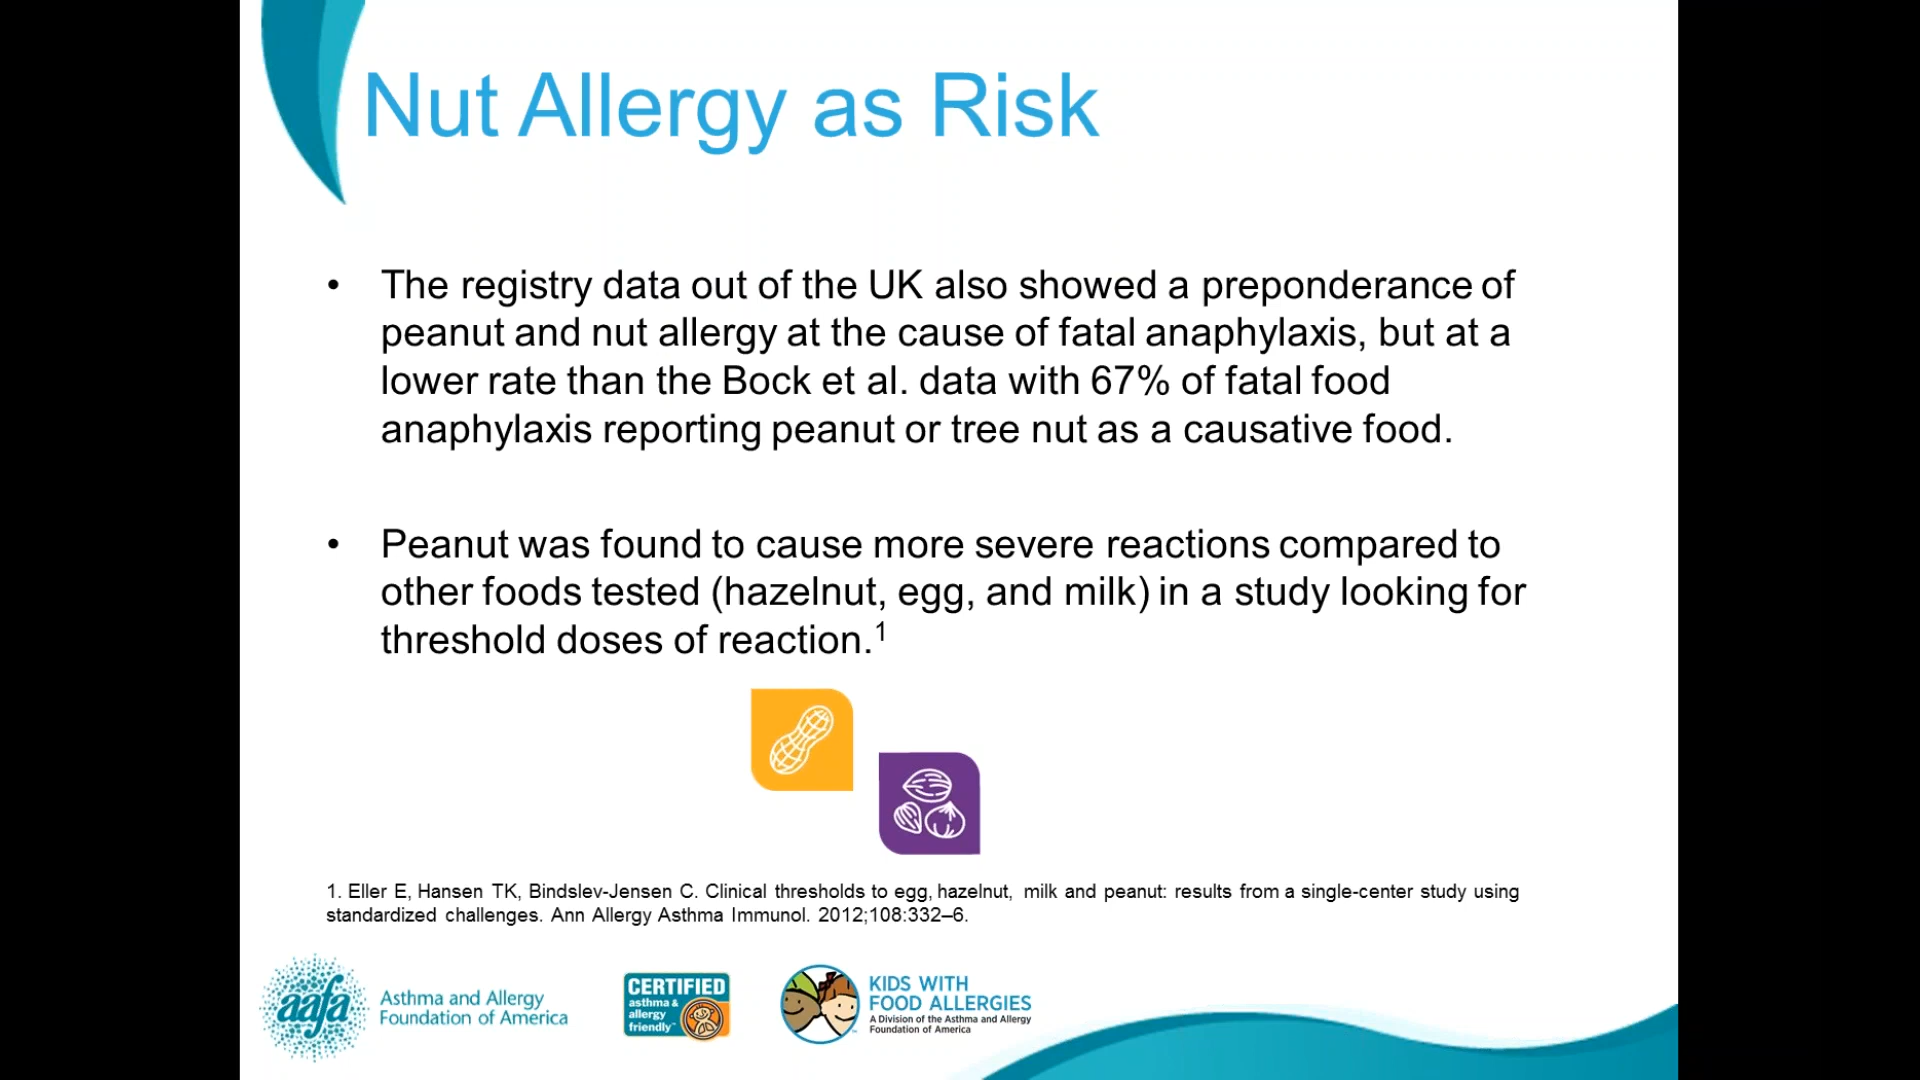 Nut Allergy as Risk
• The registry data out of the UK also showed a preponderance of
peanut and nut allergy at the cause of fatal anaphylaxis, but at a
lower rate than the Bock et al. data with 67% of fatal food
anaphylaxis reporting peanut or tree nut as a causative food.
• Peanut was found to cause more severe reactions compared to
other foods tested (hazelnut, egg, and milk) in a study looking for
threshold doses of reaction.1
1. Eller E, Hansen TK, Bindslev-Jensen C. Clinical thresholds to egg, hazelnut, milk and peanut: results from a single-center study using
standardized challenges. Ann Allergy Asthma Immunol. 2012;108:332–6.
aafa
Asthma and Allergy
Foundation of America
CERTIFIED
asthma &
allergy
friendly™
KIDS WITH
FOOD ALLERGIES
A Division of the Asthma and Allergy
Foundation of America